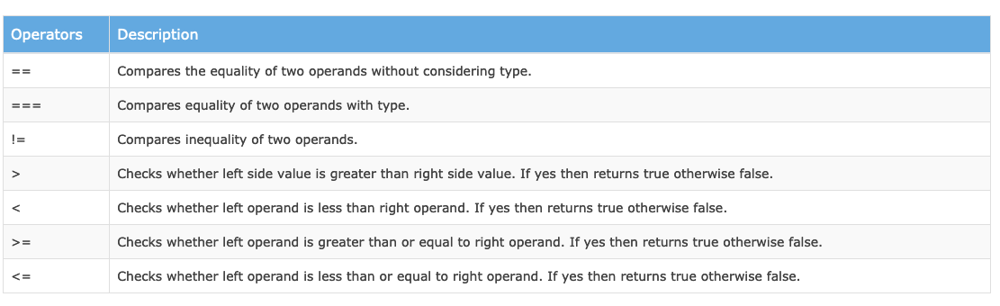 Operators Description
== Compares the equality of two operands without considering type.
=== Compares equality of two operands with type.
!= Compares inequality of two operands.
> Checks whether left side value is greater than right side value. If yes then returns true otherwise false.
< Checks whether left operand is less than right operand. If yes then returns true otherwise false.
>= Checks whether left operand is greater than or equal to right operand. If yes then returns true otherwise false.
<= Checks whether left operand is less than or equal to right operand. If yes then returns true otherwise false.